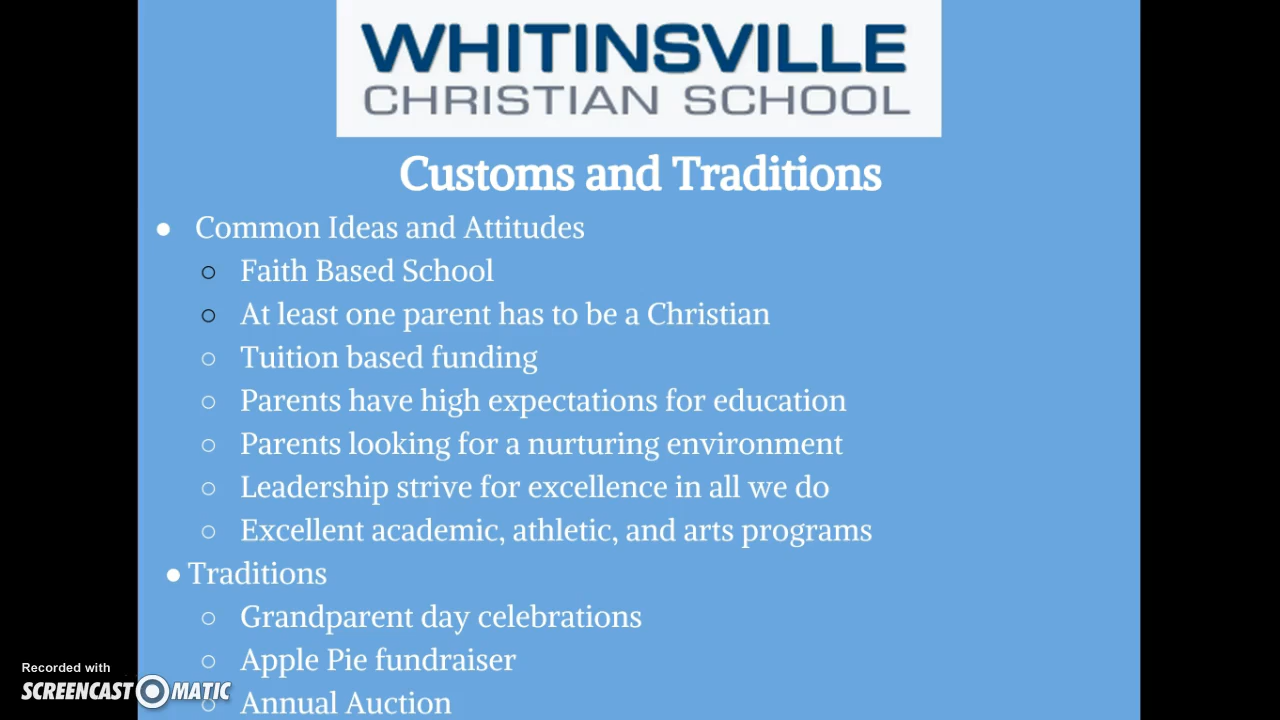 WHITINSVILLE
CHRISTIAN SCHOOL
Customs and Traditions
● Common Ideas and Attitudes
○ Faith Based School
○ At least one parent has to be a Christian
○ Tuition based funding
○ Parents have high expectations for education
○ Parents looking for a nurturing environment
○ Leadership strive for excellence in all we do
○ Excellent academic, athletic, and arts programs
● Traditions
○ Grandparent day celebrations
○ Apple Pie fundraiser
○ Annual Auction
Recorded with
SCREENCAST-O-MATIC